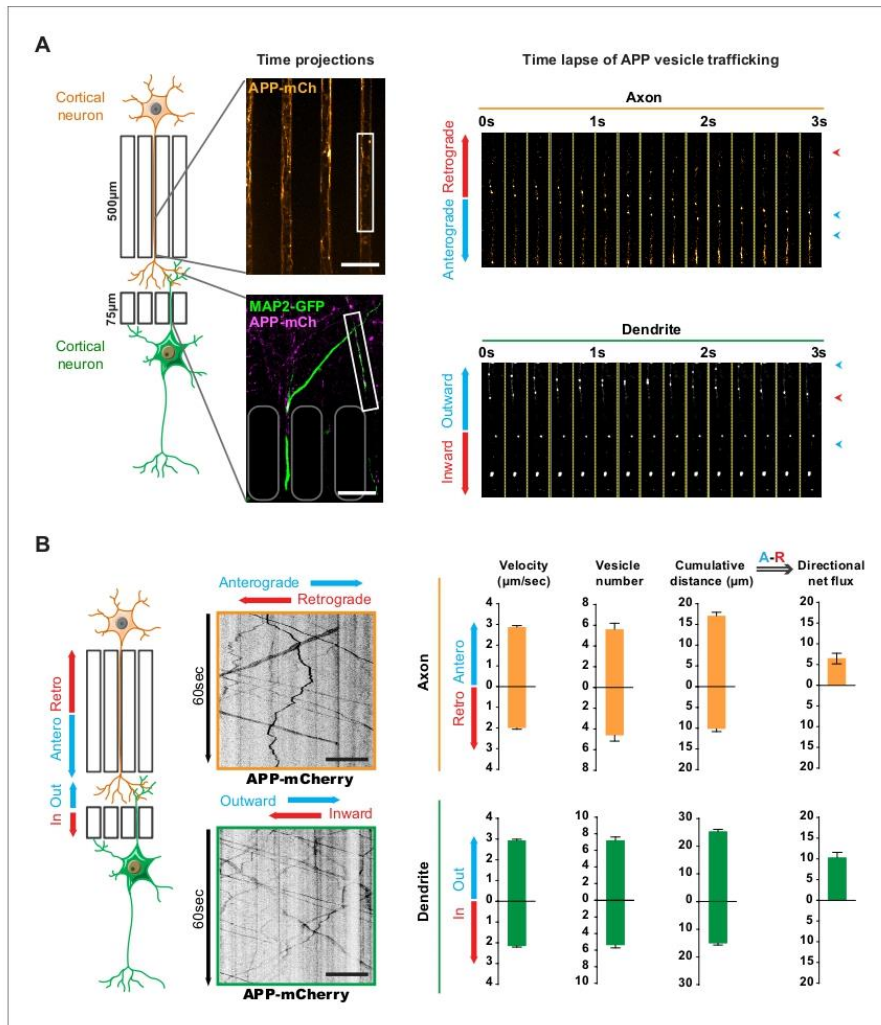 A
Time projections
Time lapse of APP vesicle trafficking
Cortical
neuron
500µm
75µm
Cortical
neuron
APP-mCh
MAP2-GFP
APP-mCh
Axon
0s 1s 2s 3s
Retrograde
Anterograde
Dendrite
0s 1s 2s 3s
Outward
Inward
B
Retro
Antero
Out
In
Anterograde
Retrograde
60sec
APP-mCherry
Outward
Inward
60sec
APP-mCherry
A-R
Velocity
(µm/sec)
Vesicle
number
Cumulative
distance (µm)
Directional
net flux
Axon
Antero
Retro
4
3
2
1
0
1
2
3
4
8
6
4
2
0
2
4
6
8
20
15
10
5
0
5
10
15
20
20
15
10
5
0
5
10
15
20
Dendrite
Out
In
4
3
2
1
0
1
2
3
4
10
8
6
4
2
0
2
4
6
8
10
30
20
10
0
10
20
30
20
15
10
5
0
5
10
15
20